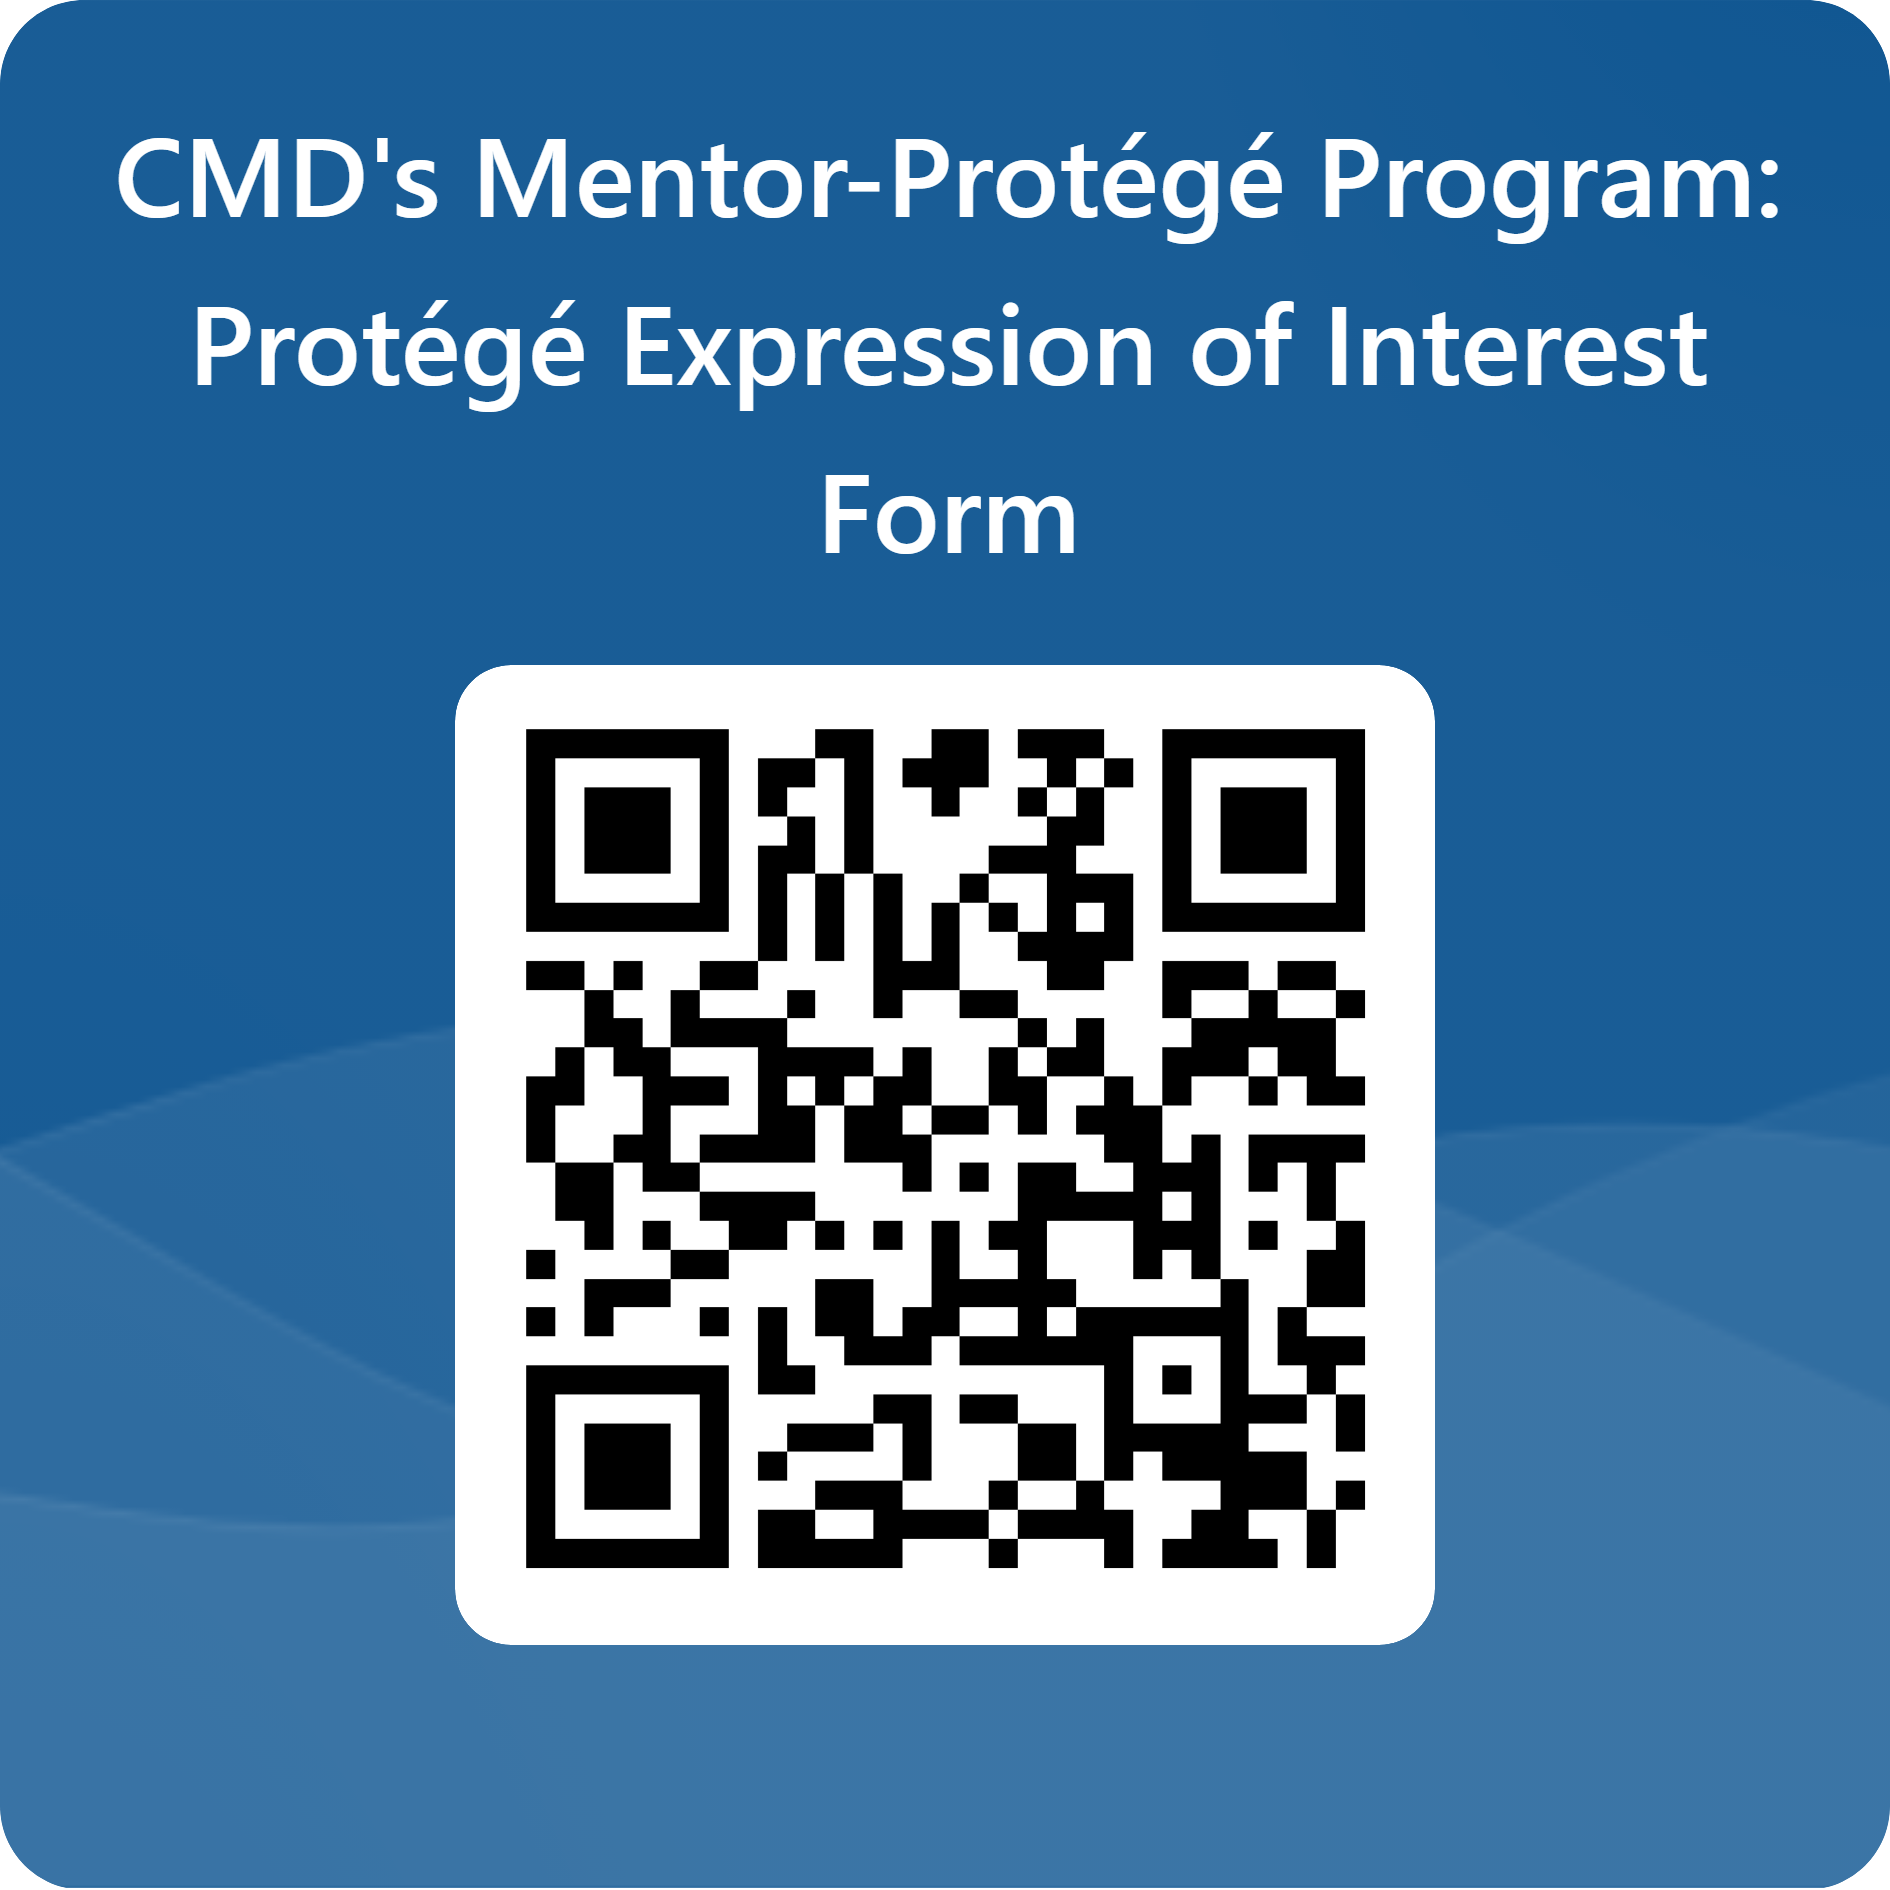 CMD's Mentor-Protégé Program:
Protégé Expression of Interest
Form